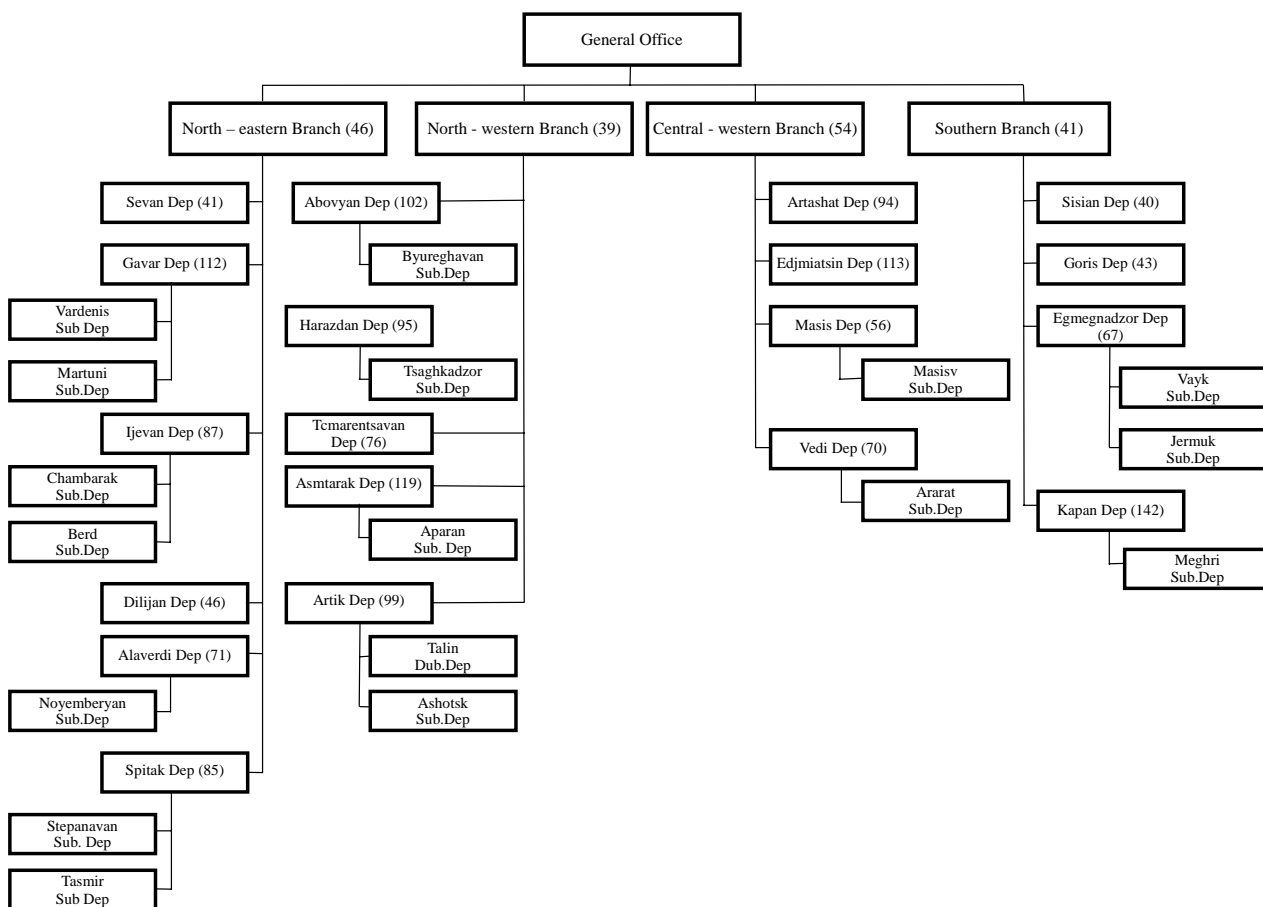 General Office
North – eastern Branch (46)
North - western Branch (39)
Central - western Branch (54)
Southern Branch (41)
Sevan Dep (41)
Gavar Dep (112)
Vardenis
Sub Dep
Martuni
Sub.Dep
Ijevan Dep (87)
Chambarak
Sub.Dep
Berd
Sub.Dep
Dilijan Dep (46)
Alaverdi Dep (71)
Noyemberyan
Sub.Dep
Spitak Dep (85)
Stepanavan
Sub. Dep
Tasmir
Sub Dep
Abovyan Dep (102)
Byureghavan
Sub.Dep
Harazdan Dep (95)
Tsaghkadzor
Sub.Dep
Tcmarentsavan
Dep (76)
Asmtarak Dep (119)
Aparan
Sub. Dep
Artik Dep (99)
Talin
Dub.Dep
Ashotsk
Sub.Dep
Artashat Dep (94)
Edjmiatsin Dep (113)
Masis Dep (56)
Masisv
Sub.Dep
Vedi Dep (70)
Ararat
Sub.Dep
Sisian Dep (40)
Goris Dep (43)
Egmegnadzor Dep
(67)
Vayk
Sub.Dep
Jermuk
Sub.Dep
Kapan Dep (142)
Meghri
Sub.Dep